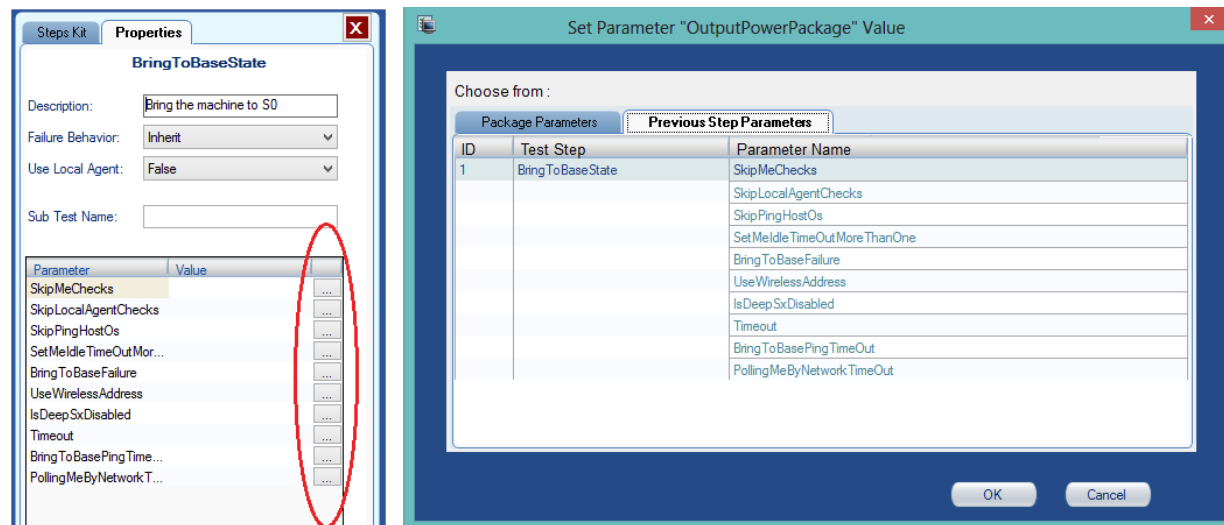 Steps Kit Properties X
BringToBaseState
Description: Bring the machine to S0
Failure Behavior: Inherit
Use Local Agent: False
Sub Test Name:
Parameter Value
SkipMeChecks ...
SkipLocalAgentChecks ...
SkipPingHostOs ...
SetMeIdleTimeOutMor... ...
BringToBaseFailure ...
UseWirelessAddress ...
IsDeepSxDisabled ...
Timeout ...
BringToBasePingTime... ...
PollingMeByNetworkT... ...
Set Parameter "OutputPowerPackage" Value
Choose from :
Package Parameters Previous Step Parameters
ID Test Step Parameter Name
1 BringToBaseState SkipMeChecks
SkipLocalAgentChecks
SkipPingHostOs
SetMeIdleTimeOutMoreThanOne
BringToBaseFailure
UseWirelessAddress
IsDeepSxDisabled
Timeout
BringToBasePingTimeOut
PollingMeByNetworkTimeOut
OK Cancel